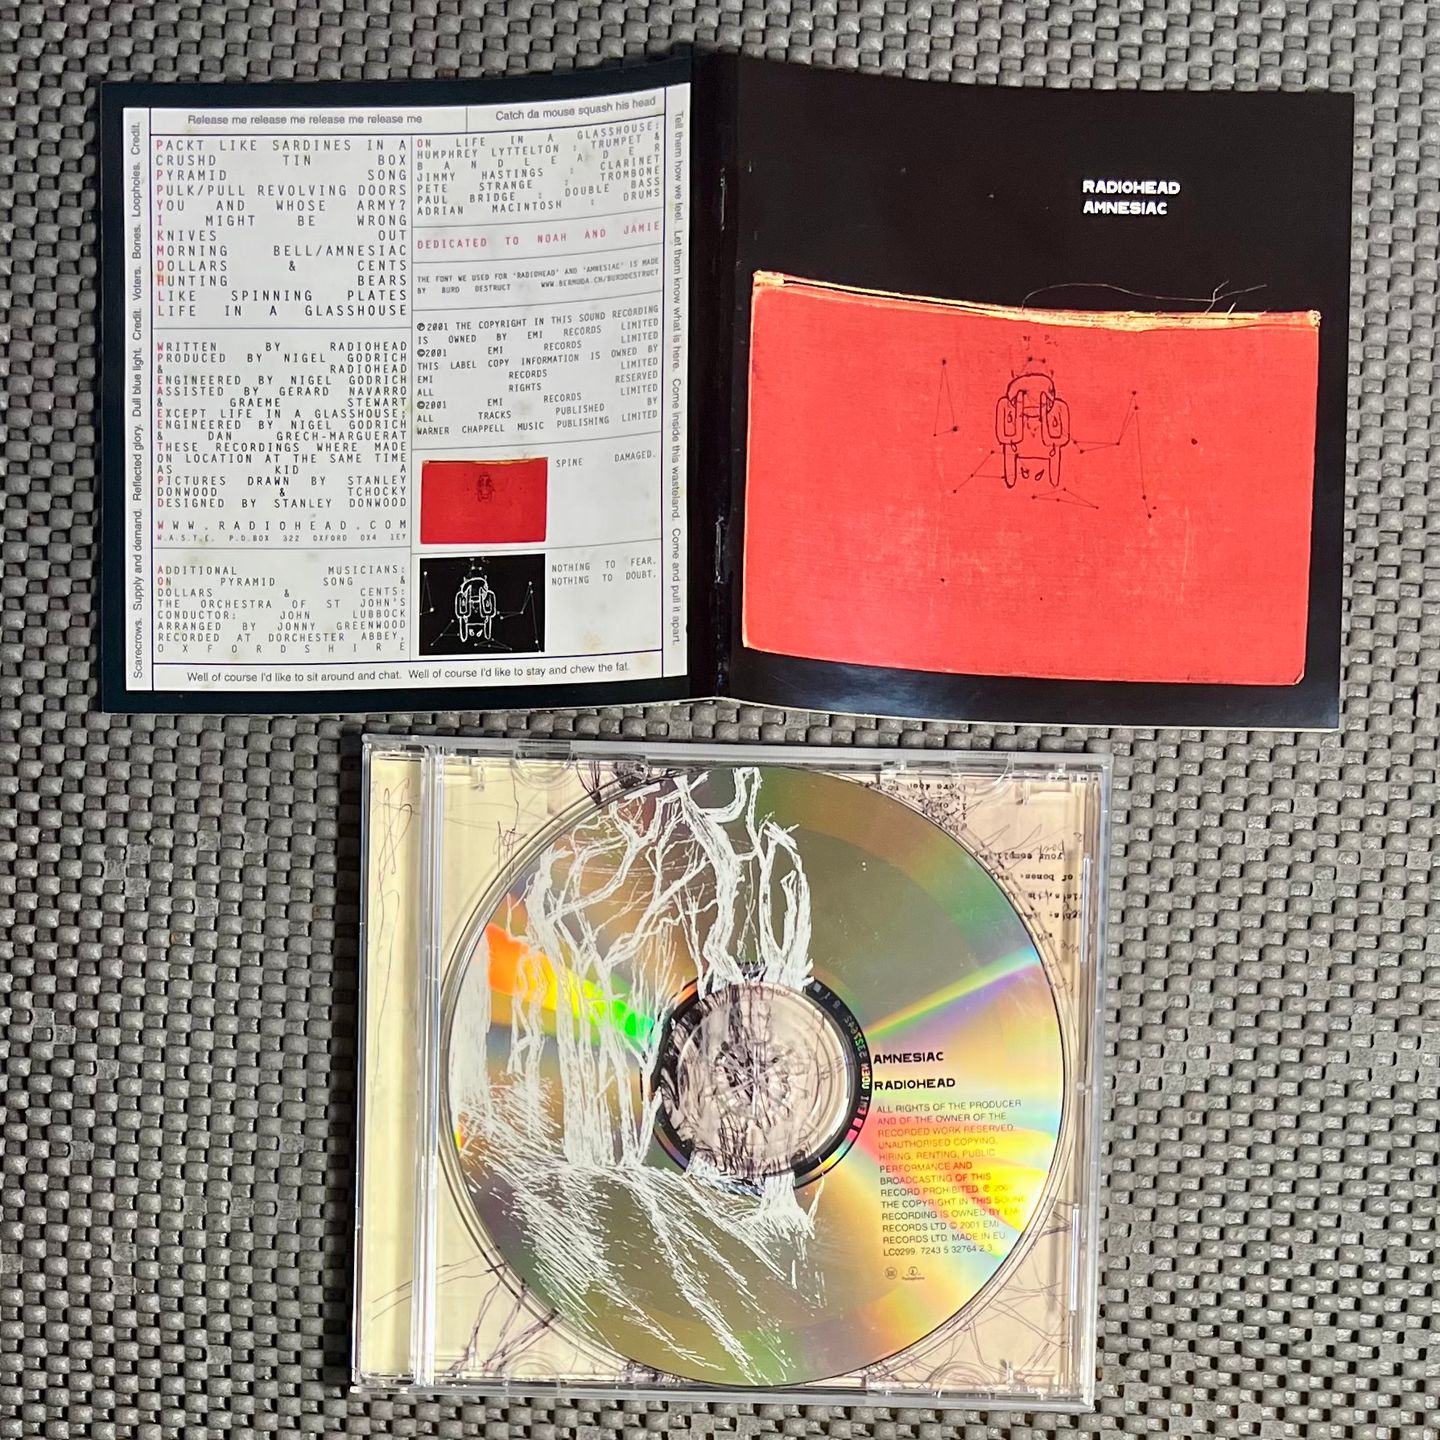 Release me release me release me release me
Catch da mouse squash his head
Scarecrows. Supply and demand. Reflected glory. Dull blue light. Credit. Voters. Bones. Loopholes. Credit.
PACKT LIKE SARDINES IN A
CRUSHD TIN BOX
PYRAMID SONG
PULK/PULL REVOLVING DOORS
YOU AND WHOSE ARMY?
I MIGHT BE WRONG
KNIVES OUT
MORNING BELL/AMNESIAC
DOLLARS & CENTS
HUNTING BEARS
LIKE SPINNING PLATES
LIFE IN A GLASSHOUSE
WRITTEN BY RADIOHEAD
PRODUCED BY NIGEL GODRICH
& RADIOHEAD
ENGINEERED BY NIGEL GODRICH
ASSISTED BY GERARD NAVARRO
& GRAEME STEWART
EXCEPT LIFE IN A GLASSHOUSE;
ENGINEERED BY NIGEL GODRICH
& DAN GRECH-MARGUERAT
THESE RECORDINGS WHERE MADE
ON LOCATION AT THE SAME TIME
AS KID A
PICTURES DRAWN BY STANLEY
DONWOOD & TCHOCKY
DESIGNED BY STANLEY DONWOOD
WWW.RADIOHEAD.COM
W.A.S.T.E. P.O.BOX 322 OXFORD OX4 1EY
ADDITIONAL MUSICIANS:
ON PYRAMID SONG &
DOLLARS & CENTS:
THE ORCHESTRA OF ST JOHN'S
CONDUCTOR: JOHN LUBBOCK
ARRANGED BY JONNY GREENWOOD
RECORDED AT DORCHESTER ABBEY,
OXFORDSHIRE
ON LIFE IN A GLASSHOUSE:
HUMPHREY LYTTELTON : TRUMPET &
BANDLEADER
JIMMY HASTINGS : CLARINET
PETE STRANGE : TROMBONE
PAUL BRIDGE : DOUBLE BASS
ADRIAN MACINTOSH : DRUMS
DEDICATED TO NOAH AND JAMIE
THE FONT WE USED FOR 'RADIOHEAD' AND 'AMNESIAC' IS MADE
BY BURO DESTRUCT WWW.BERMUDA.CH/BURODESTRUCT
℗2001 THE COPYRIGHT IN THIS SOUND RECORDING
IS OWNED BY EMI RECORDS LIMITED
©2001 EMI RECORDS LIMITED
THIS LABEL COPY INFORMATION IS OWNED BY
EMI RECORDS LIMITED
ALL RIGHTS RESERVED
©2001 EMI RECORDS LIMITED
ALL TRACKS PUBLISHED BY
WARNER CHAPPELL MUSIC PUBLISHING LIMITED
SPINE DAMAGED.
NOTHING TO FEAR.
NOTHING TO DOUBT.
Tell them how we feel. Let them know what is here. Come inside this wasteland. Come and pull it apart.
Well of course I'd like to sit around and chat. Well of course I'd like to stay and chew the fat.
RADIOHEAD
AMNESIAC
your
of bones
AMNESIAC
RADIOHEAD
ALL RIGHTS OF THE PRODUCER
AND OF THE OWNER OF THE
RECORDED WORK RESERVED.
UNAUTHORISED COPYING,
HIRING, RENTING, PUBLIC
PERFORMANCE AND
BROADCASTING OF THIS
RECORD PROHIBITED ℗
THE COPYRIGHT IN THIS SOUND
RECORDING IS OWNED BY EMI
RECORDS LTD © 2001 EMI
RECORDS LTD. MADE IN EU
LC0299. 7243 5 32764 2 3
EMI UDEN